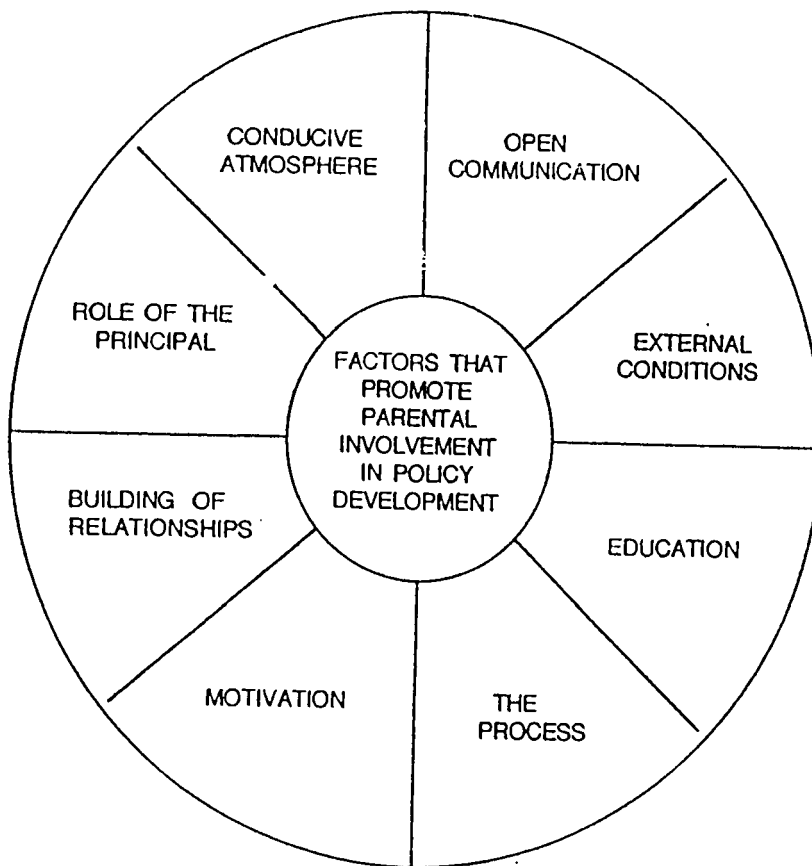 CONDUCIVE
ATMOSPHERE
OPEN
COMMUNICATION
ROLE OF THE
PRINCIPAL
EXTERNAL
CONDITIONS
FACTORS THAT
PROMOTE
PARENTAL
INVOLVEMENT
IN POLICY
DEVELOPMENT
BUILDING OF
RELATIONSHIPS
EDUCATION
MOTIVATION
THE
PROCESS